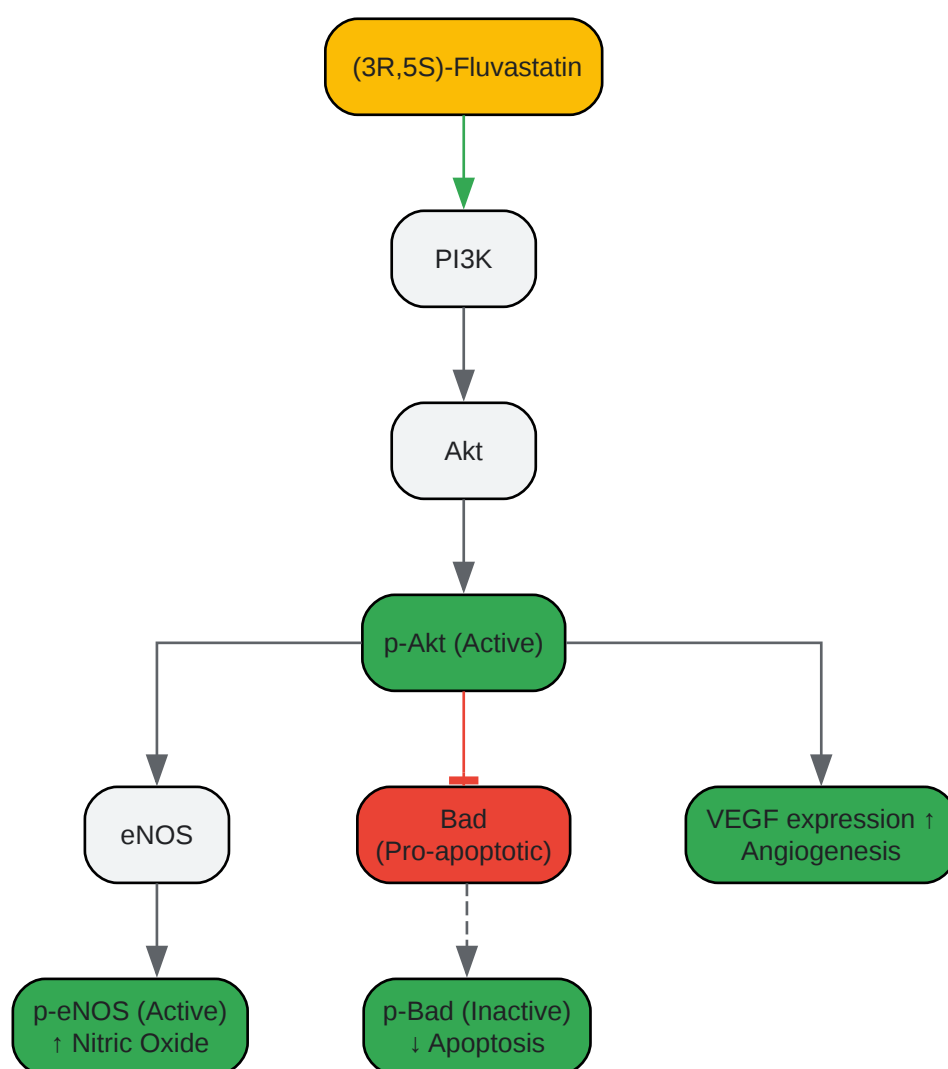 (3R,5S)-Fluvastatin
PI3K
Akt
p-Akt (Active)
eNOS
Bad
(Pro-apoptotic)
VEGF expression ↑
Angiogenesis
p-eNOS (Active)
↑ Nitric Oxide
p-Bad (Inactive)
↓ Apoptosis